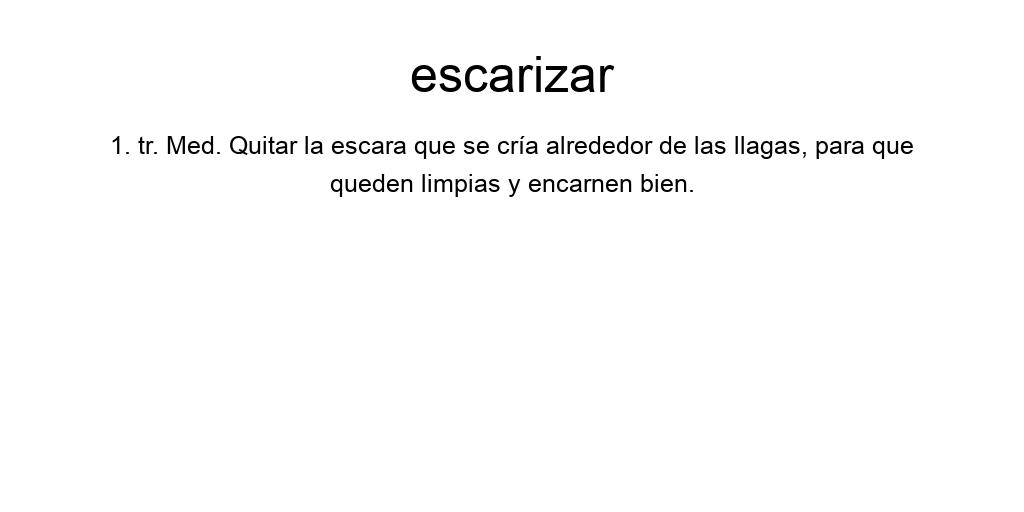 escarizar
1. tr. Med. Quitar la escara que se cría alrededor de las llagas, para que
queden limpias y encarnen bien.